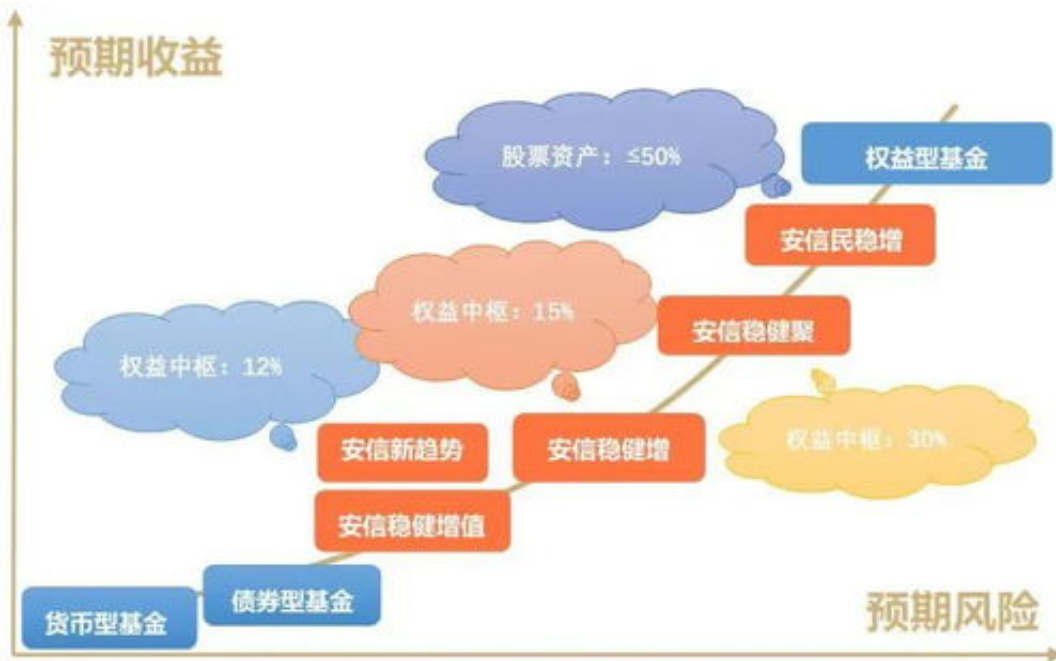 预期收益
股票资产：≤50%
权益型基金
安信民稳增
权益中枢：15%
安信稳健聚
权益中枢：12%
权益中枢：30%
安信新趋势
安信稳健增
安信稳健增值
债券型基金
货币型基金
预期风险